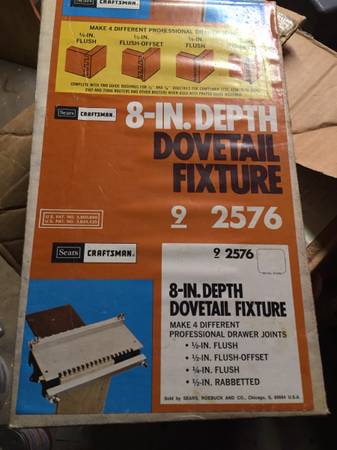 Sears CRAFTSMAN.
MAKE 4 DIFFERENT PROFESSIONAL
½-IN. ½-IN. ¼-IN.
FLUSH FLUSH-OFFSET FLUSH
8-IN. DEPTH
DOVETAIL
FIXTURE
9 2576
U.S. PAT. NO.
U.S. PAT. NO.
Sears CRAFTSMAN.
9 2576
8-IN. DEPTH
DOVETAIL FIXTURE
MAKE 4 DIFFERENT
PROFESSIONAL DRAWER JOINTS
• ½-IN. FLUSH
• ½-IN. FLUSH-OFFSET
• ¼-IN. FLUSH
• ½-IN. RABBETTED
Sold by SEARS, ROEBUCK AND CO., Chicago, IL 60684 U.S.A.